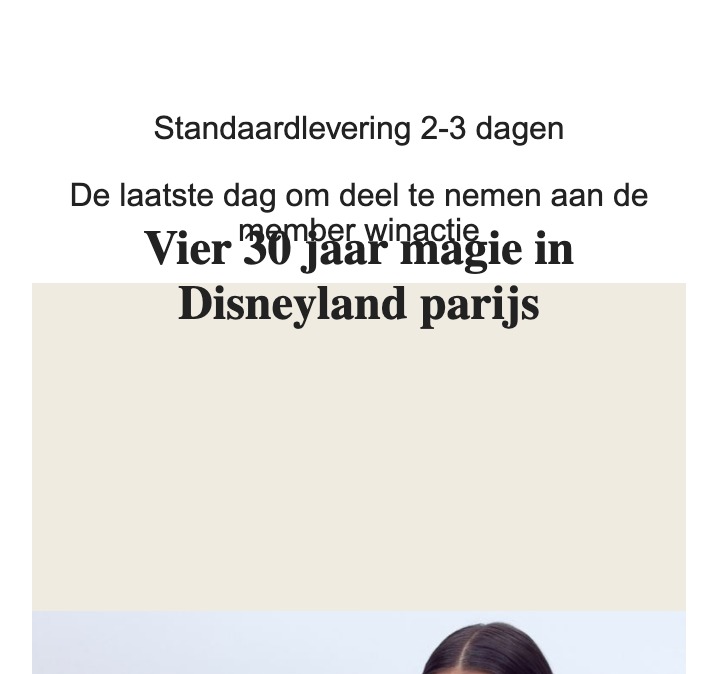 Standaardlevering 2-3 dagen
De laatste dag om deel te nemen aan de
member winactie
Vier 30 jaar magie in
Disneyland parijs